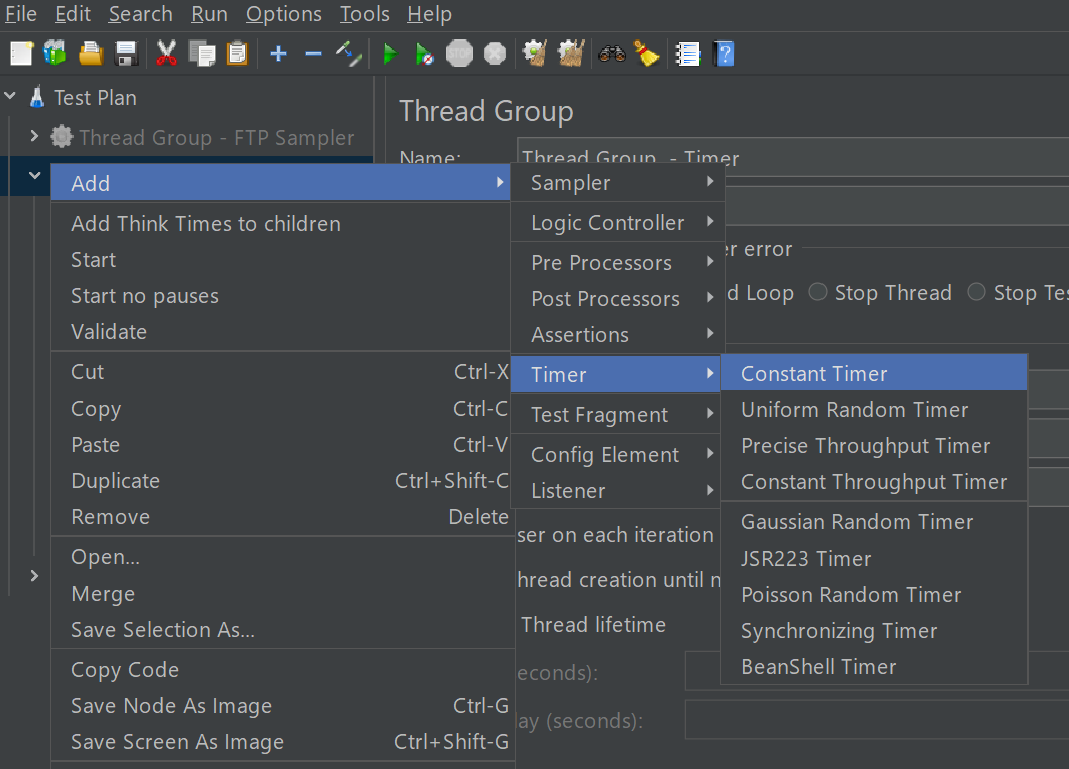 File Edit Search Run Options Tools Help
Test Plan
Thread Group - FTP Sampler
Thread Group
Name: Thread Group - Timer
Add
Add Think Times to children
Start
Start no pauses
Validate
Cut Ctrl-X
Copy Ctrl-C
Paste Ctrl-V
Duplicate Ctrl+Shift-C
Remove Delete
Open...
Merge
Save Selection As...
Copy Code
Save Node As Image Ctrl-G
Save Screen As Image Ctrl+Shift-G
Sampler
Logic Controller
Pre Processors
Post Processors
Assertions
Timer
Test Fragment
Config Element
Listener
Constant Timer
Uniform Random Timer
Precise Throughput Timer
Constant Throughput Timer
Gaussian Random Timer
JSR223 Timer
Poisson Random Timer
Synchronizing Timer
BeanShell Timer
er error
d Loop Stop Thread Stop Tes
ser on each iteration
hread creation until n
Thread lifetime
econds):
lay (seconds):